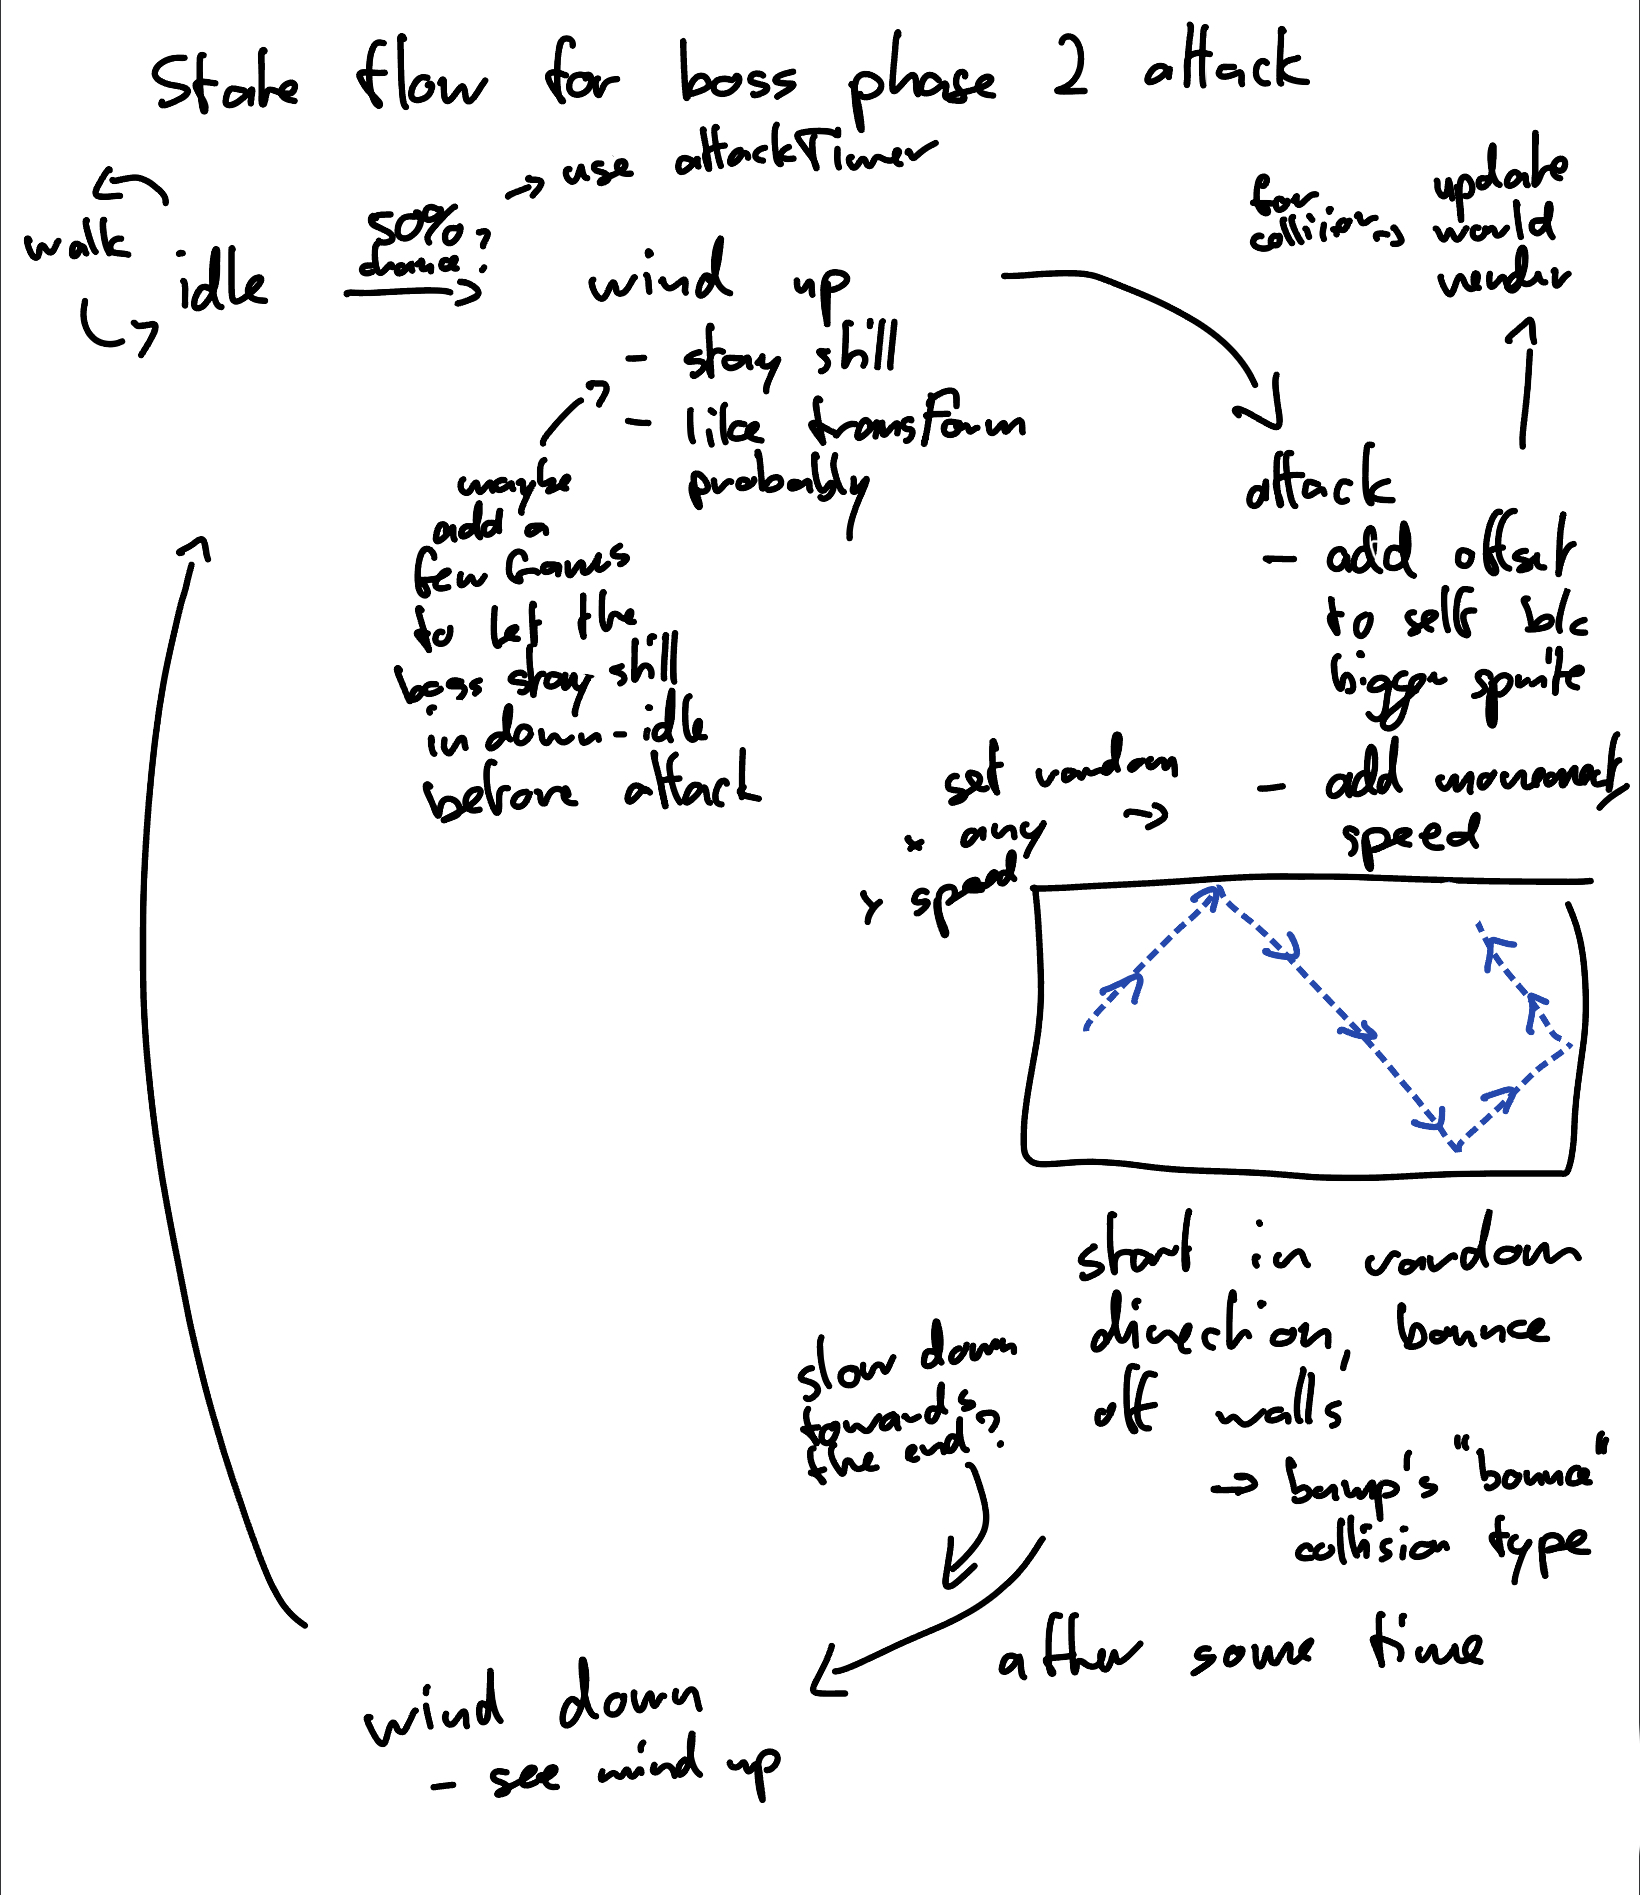 State flow for boss phase 2 attack
→ use attackTimer
walk
idle
50%
chance?
wind up
- stay still
- like transform
probably
maybe
add a
few frames
to let the
boss stay still
in down-idle
before attack
for
collision →
update
world
render
attack
- add offset
to self b/c
bigger sprite
- add movement
speed
set random →
x any
y speed
start in random
direction, bounce
off walls
→ bump's "bounce"
collision type
slow down
towards
the end?
after some time
wind down
- see wind up